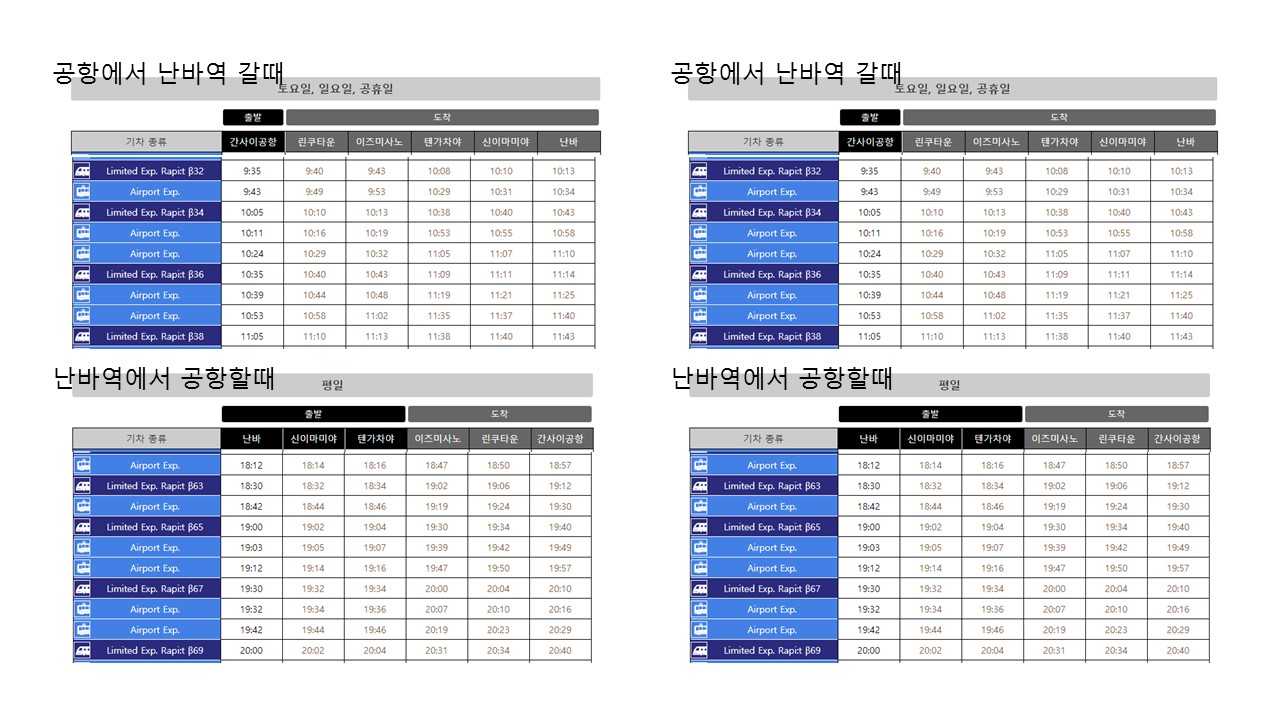 공항에서 난바역 갈때
토요일, 일요일, 공휴일
출발 도착
기차 종류 간사이공항 린쿠타운 이즈미사노 텐가차야 신이마미야 난바
Limited Exp. Rapi:t β32 9:35 9:40 9:43 10:08 10:10 10:13
Airport Exp. 9:43 9:49 9:53 10:29 10:31 10:34
Limited Exp. Rapi:t β34 10:05 10:10 10:13 10:38 10:40 10:43
Airport Exp. 10:11 10:16 10:19 10:53 10:55 10:58
Airport Exp. 10:24 10:29 10:32 11:05 11:07 11:10
Limited Exp. Rapi:t β36 10:35 10:40 10:43 11:09 11:11 11:14
Airport Exp. 10:39 10:44 10:48 11:19 11:21 11:25
Airport Exp. 10:53 10:58 11:02 11:35 11:37 11:40
Limited Exp. Rapi:t β38 11:05 11:10 11:13 11:38 11:40 11:43
난바역에서 공항할때
평일
출발 도착
기차 종류 난바 신이마미야 텐가차야 이즈미사노 린쿠타운 간사이공항
Airport Exp. 18:12 18:14 18:16 18:47 18:50 18:57
Limited Exp. Rapi:t β63 18:30 18:32 18:34 19:02 19:06 19:12
Airport Exp. 18:42 18:44 18:46 19:19 19:24 19:30
Limited Exp. Rapi:t β65 19:00 19:02 19:04 19:30 19:34 19:40
Airport Exp. 19:03 19:05 19:07 19:39 19:42 19:49
Airport Exp. 19:12 19:14 19:16 19:47 19:50 19:57
Limited Exp. Rapi:t β67 19:30 19:32 19:34 20:00 20:04 20:10
Airport Exp. 19:32 19:34 19:36 20:07 20:10 20:16
Airport Exp. 19:42 19:44 19:46 20:19 20:23 20:29
Limited Exp. Rapi:t β69 20:00 20:02 20:04 20:31 20:34 20:40
공항에서 난바역 갈때
토요일, 일요일, 공휴일
출발 도착
기차 종류 간사이공항 린쿠타운 이즈미사노 텐가차야 신이마미야 난바
Limited Exp. Rapi:t β32 9:35 9:40 9:43 10:08 10:10 10:13
Airport Exp. 9:43 9:49 9:53 10:29 10:31 10:34
Limited Exp. Rapi:t β34 10:05 10:10 10:13 10:38 10:40 10:43
Airport Exp. 10:11 10:16 10:19 10:53 10:55 10:58
Airport Exp. 10:24 10:29 10:32 11:05 11:07 11:10
Limited Exp. Rapi:t β36 10:35 10:40 10:43 11:09 11:11 11:14
Airport Exp. 10:39 10:44 10:48 11:19 11:21 11:25
Airport Exp. 10:53 10:58 11:02 11:35 11:37 11:40
Limited Exp. Rapi:t β38 11:05 11:10 11:13 11:38 11:40 11:43
난바역에서 공항할때
평일
출발 도착
기차 종류 난바 신이마미야 텐가차야 이즈미사노 린쿠타운 간사이공항
Airport Exp. 18:12 18:14 18:16 18:47 18:50 18:57
Limited Exp. Rapi:t β63 18:30 18:32 18:34 19:02 19:06 19:12
Airport Exp. 18:42 18:44 18:46 19:19 19:24 19:30
Limited Exp. Rapi:t β65 19:00 19:02 19:04 19:30 19:34 19:40
Airport Exp. 19:03 19:05 19:07 19:39 19:42 19:49
Airport Exp. 19:12 19:14 19:16 19:47 19:50 19:57
Limited Exp. Rapi:t β67 19:30 19:32 19:34 20:00 20:04 20:10
Airport Exp. 19:32 19:34 19:36 20:07 20:10 20:16
Airport Exp. 19:42 19:44 19:46 20:19 20:23 20:29
Limited Exp. Rapi:t β69 20:00 20:02 20:04 20:31 20:34 20:40